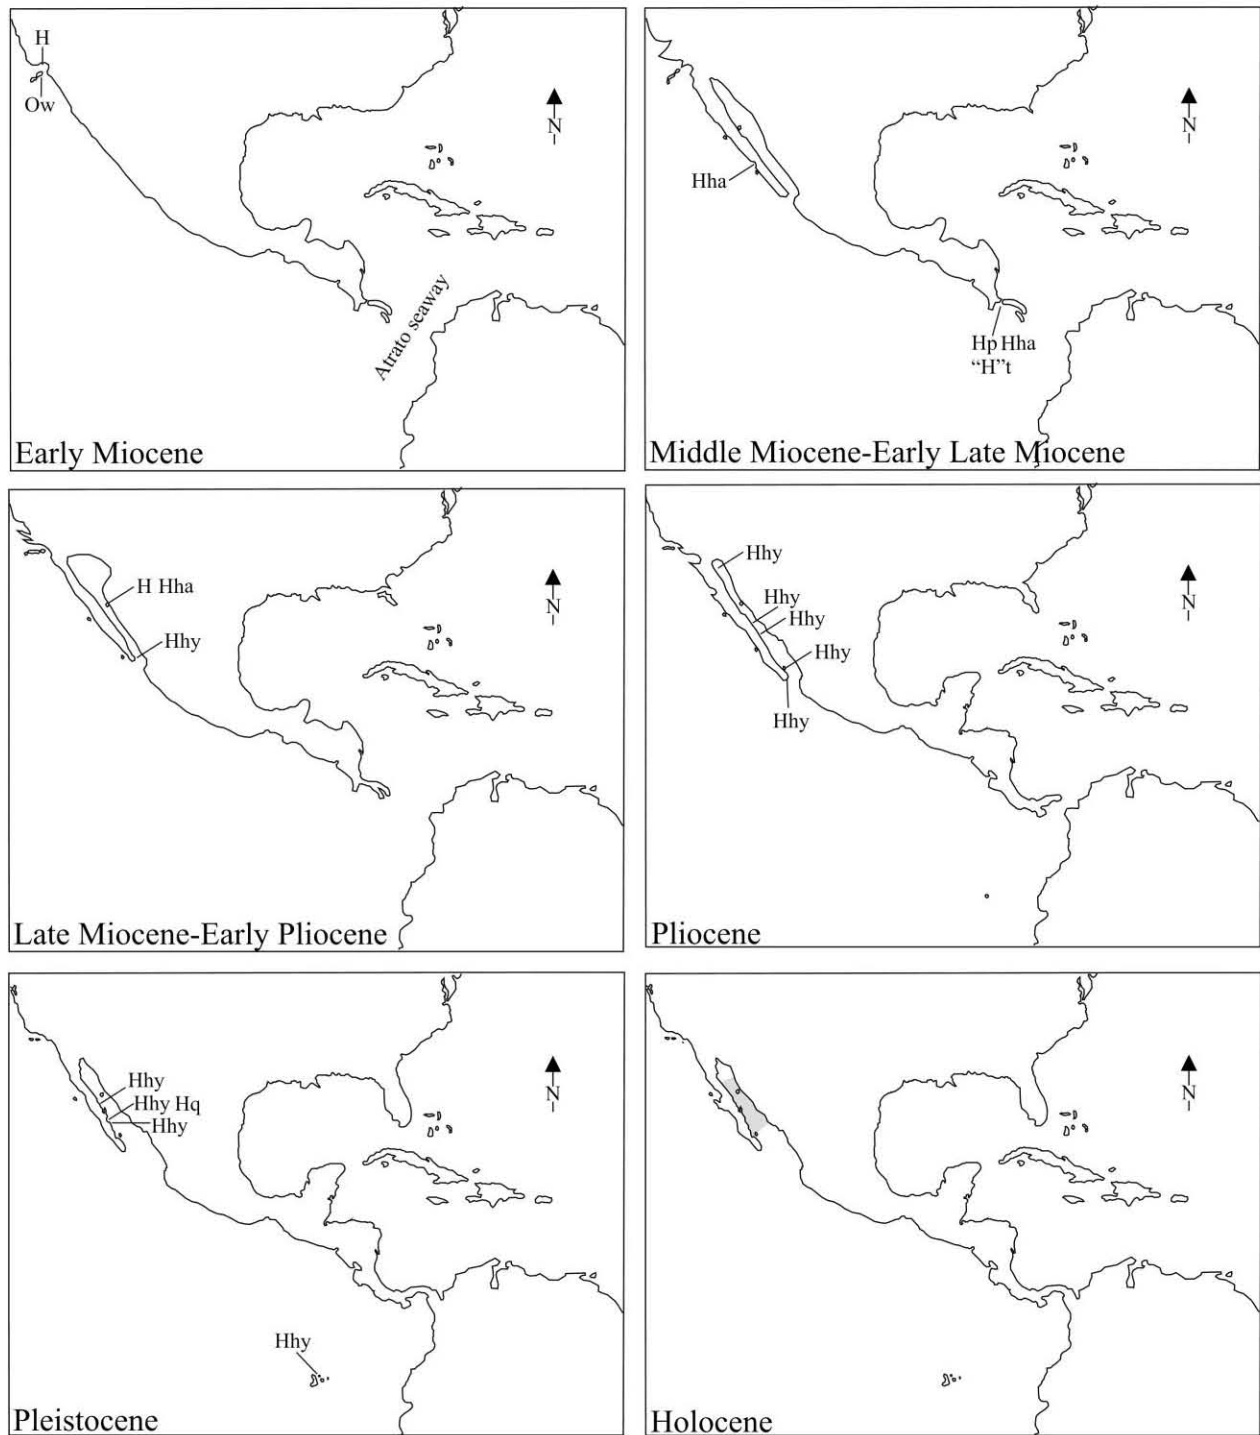 H
Ow
N
Atrato seaway
Early Miocene
Hha
N
Hp Hha
“H”t
Middle Miocene-Early Late Miocene
H Hha
Hhy
N
Late Miocene-Early Pliocene
Hhy
Hhy
Hhy
Hhy
Hhy
N
Pliocene
Hhy
Hhy Hq
Hhy
N
Hhy
Pleistocene
N
Holocene